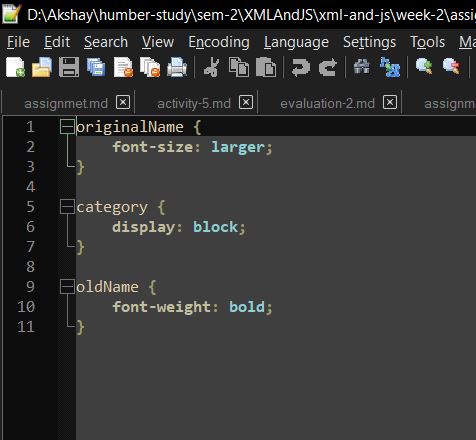 D:\Akshay\humber-study\sem-2\XMLAndJS\xml-and-js\week-2\assig
File Edit Search View Encoding Language Settings Tools Ma
assignmet.md activity-5.md evaluation-2.md assignm
1 originalName {
2     font-size: larger;
3 }
4
5 category {
6     display: block;
7 }
8
9 oldName {
10     font-weight: bold;
11 }